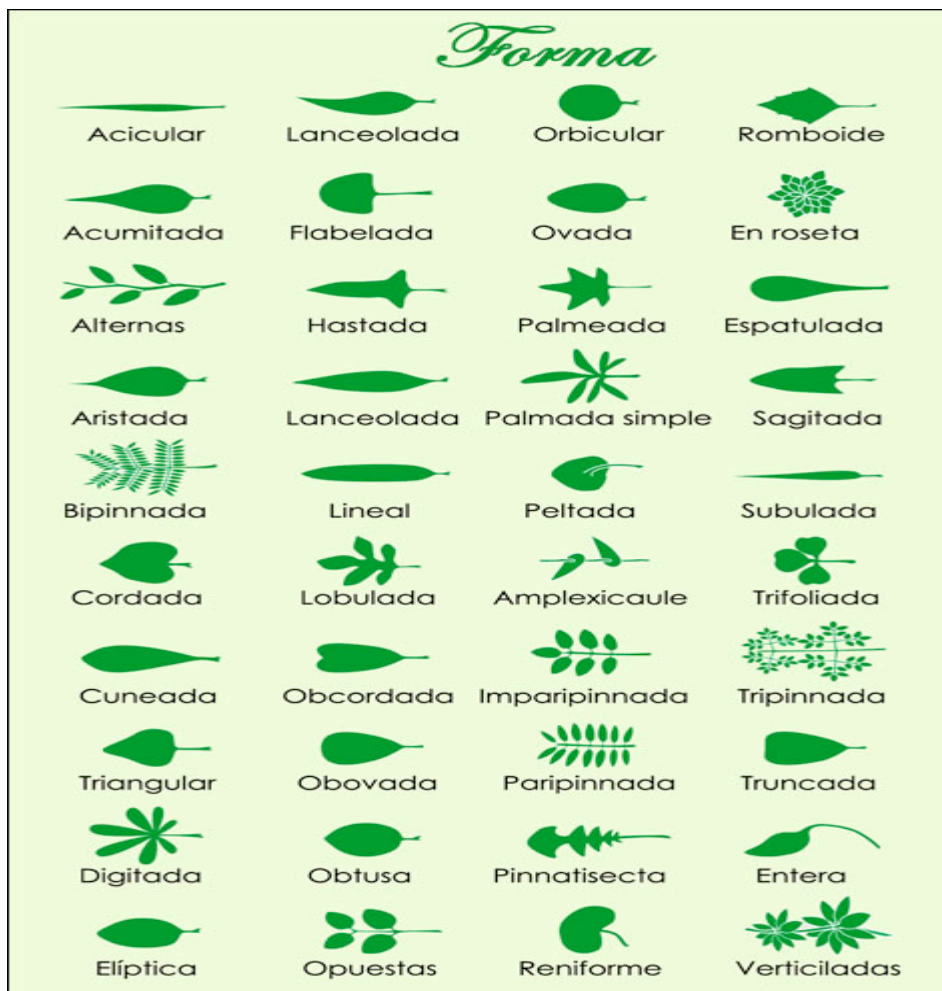 Forma
Acicular Lanceolada Orbicular Romboide
Acumitada Flabelada Ovada En roseta
Alternas Hastada Palmeada Espatulada
Aristada Lanceolada Palmada simple Sagitada
Bipinnada Lineal Peltada Subulada
Cordada Lobulada Amplexicaule Trifoliada
Cuneada Obcordada Imparipinnada Tripinnada
Triangular Obovada Paripinnada Truncada
Digitada Obtusa Pinnatisecta Entera
Elíptica Opuestas Reniforme Verticiladas